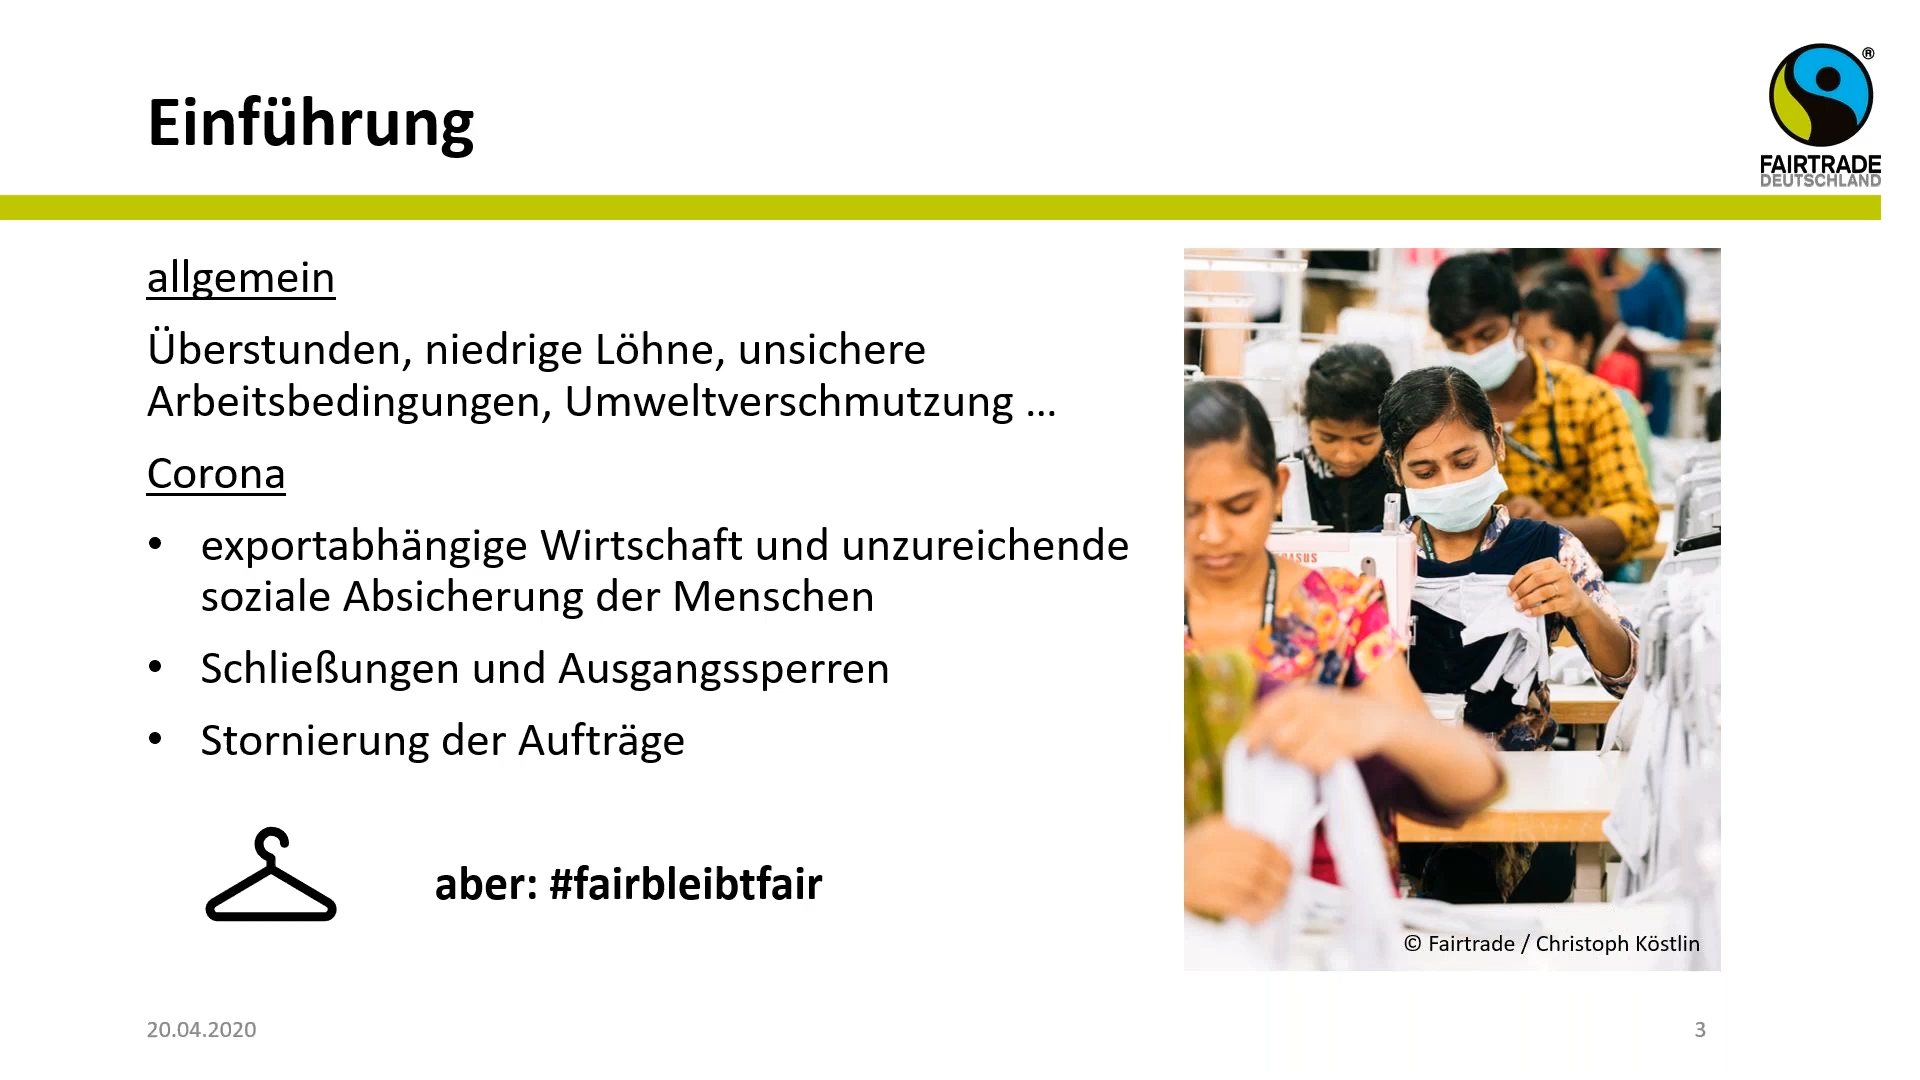 Einführung
®
FAIRTRADE
DEUTSCHLAND
allgemein
Überstunden, niedrige Löhne, unsichere
Arbeitsbedingungen, Umweltverschmutzung ...
Corona
• exportabhängige Wirtschaft und unzureichende
soziale Absicherung der Menschen
• Schließungen und Ausgangssperren
• Stornierung der Aufträge
aber: #fairbleibtfair
© Fairtrade / Christoph Köstlin
20.04.2020
3